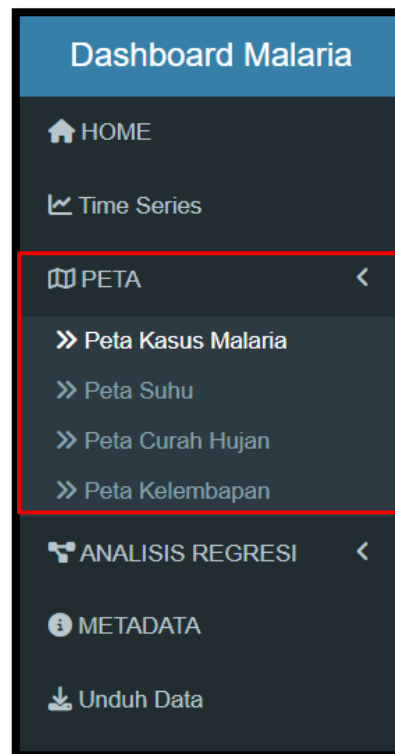 Dashboard Malaria
HOME
Time Series
PETA
Peta Kasus Malaria
Peta Suhu
Peta Curah Hujan
Peta Kelembapan
ANALISIS REGRESI
METADATA
Unduh Data